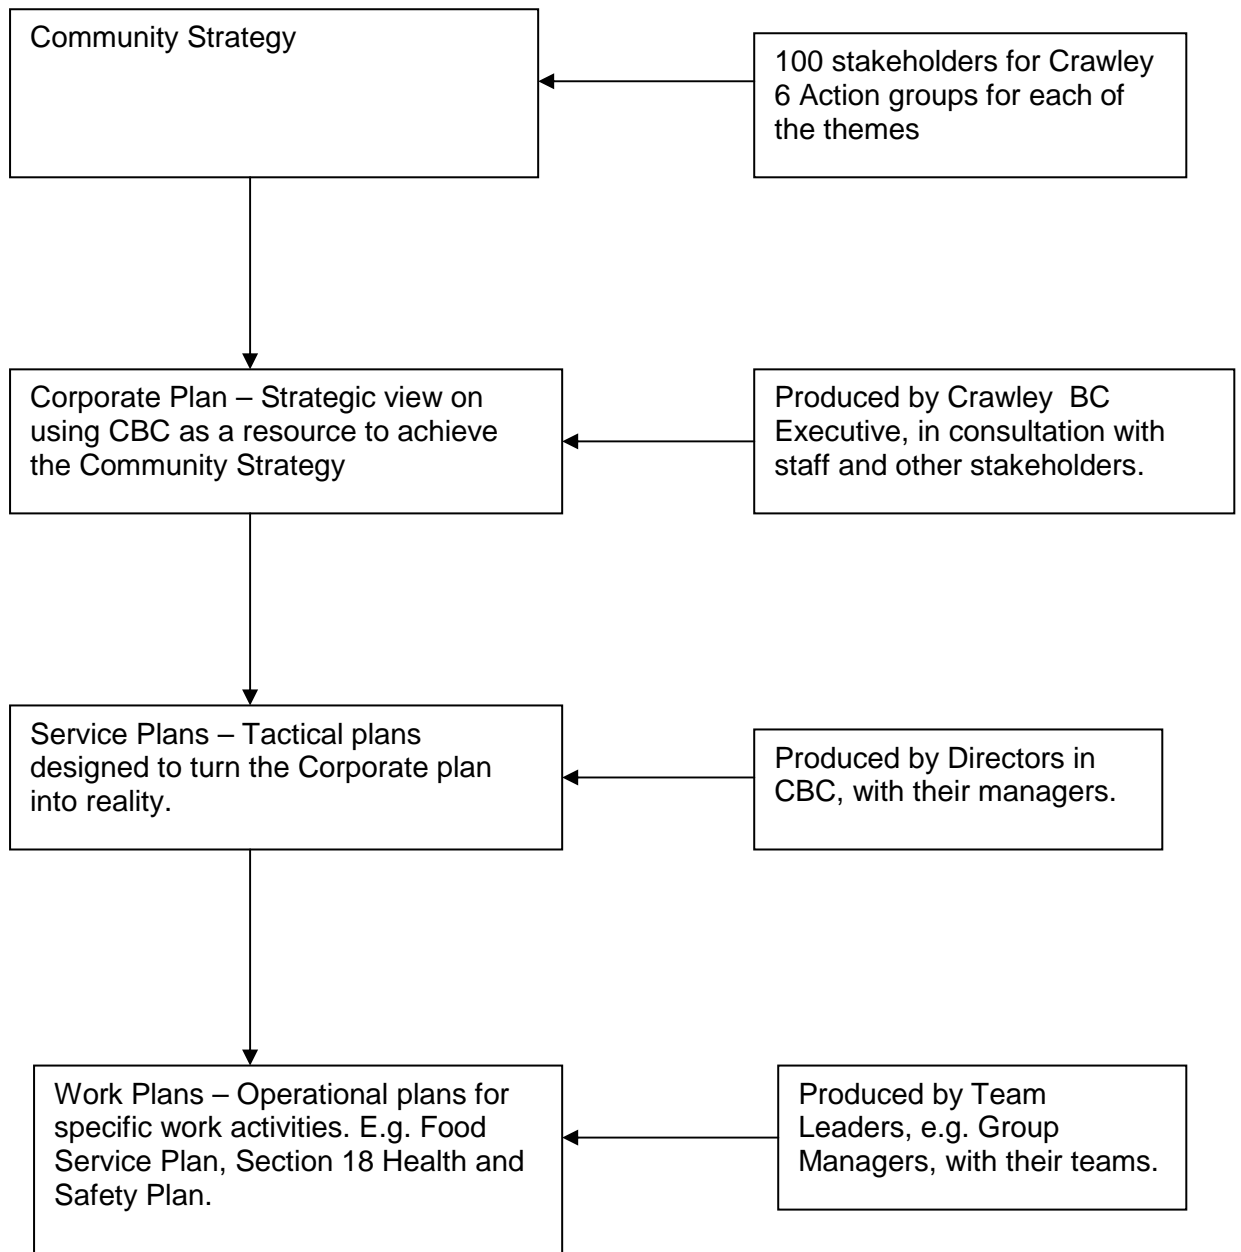 Community Strategy
100 stakeholders for Crawley
6 Action groups for each of
the themes
Corporate Plan – Strategic view on
using CBC as a resource to achieve
the Community Strategy
Produced by Crawley  BC
Executive, in consultation with
staff and other stakeholders.
Service Plans – Tactical plans
designed to turn the Corporate plan
into reality.
Produced by Directors in
CBC, with their managers.
Work Plans – Operational plans for
specific work activities. E.g. Food
Service Plan, Section 18 Health and
Safety Plan.
Produced by Team
Leaders, e.g. Group
Managers, with their teams.